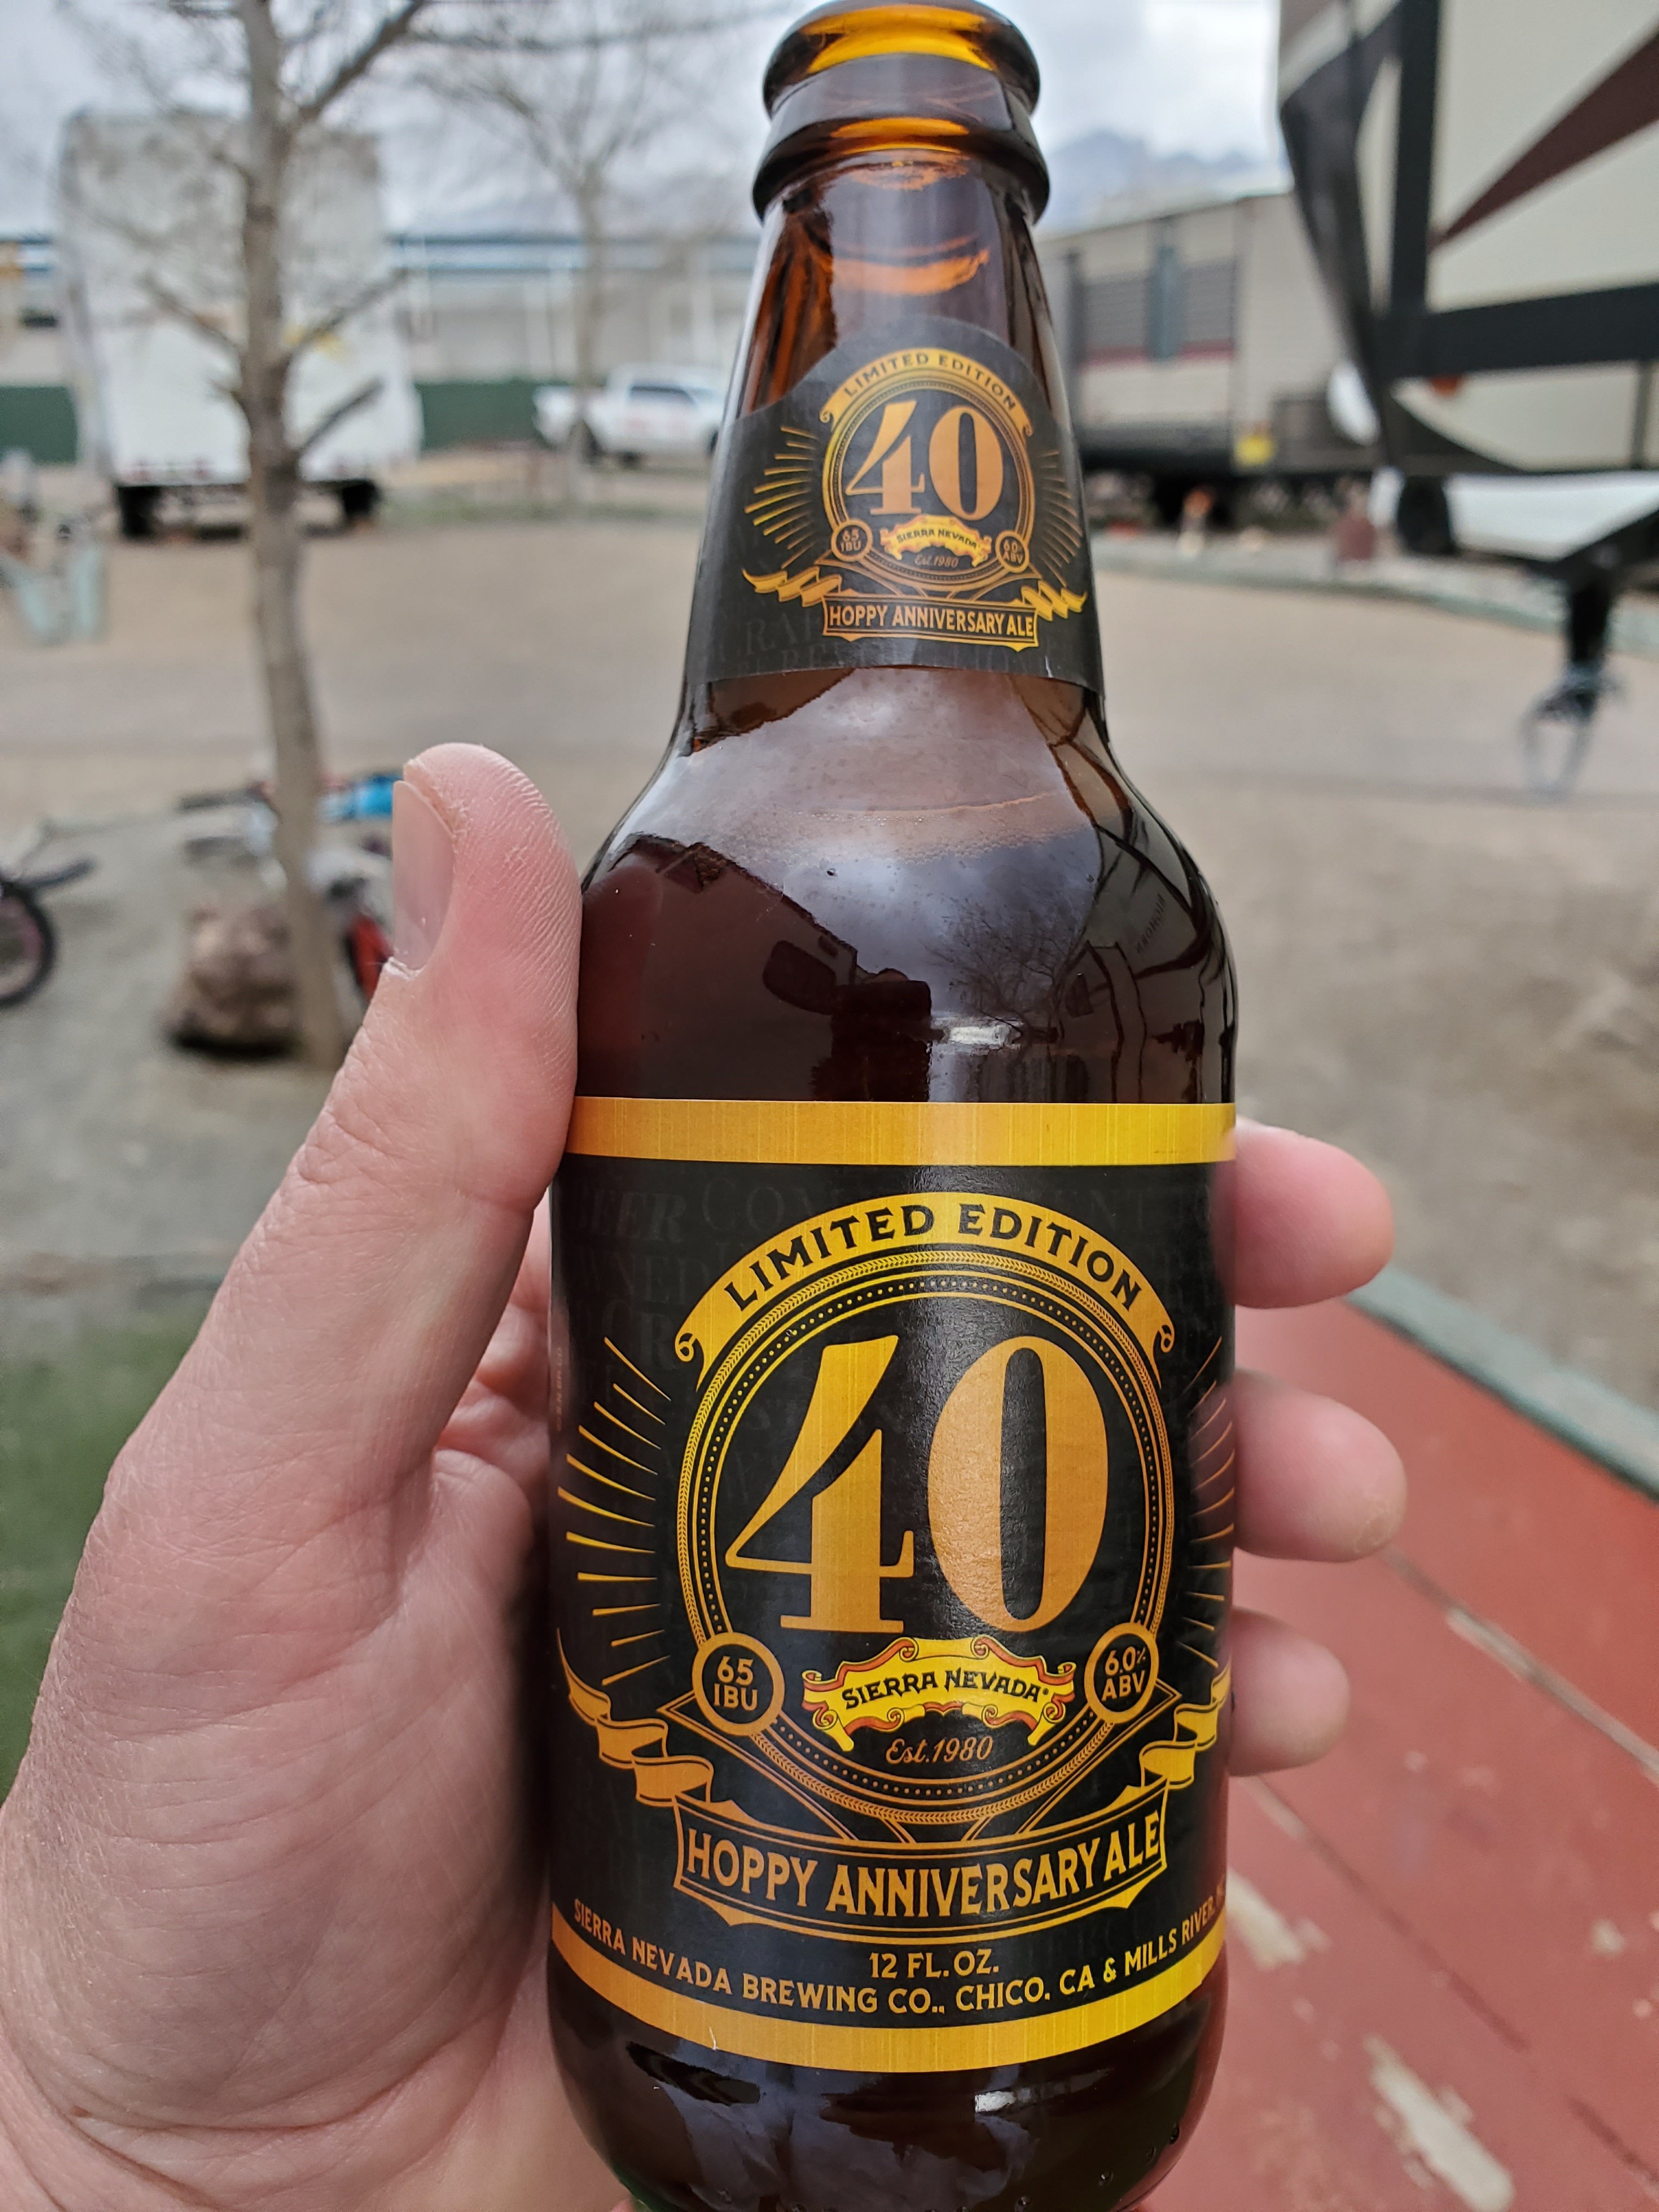 LIMITED EDITION
40
65
IBU
SIERRA NEVADA
6.0%
ABV
Est.1980
HOPPY ANNIVERSARY ALE
LIMITED EDITION
40
65
IBU
SIERRA NEVADA®
6.0%
ABV
Est.1980
HOPPY ANNIVERSARY ALE
12 FL.OZ.
SIERRA NEVADA BREWING CO., CHICO, CA & MILLS RIVER,